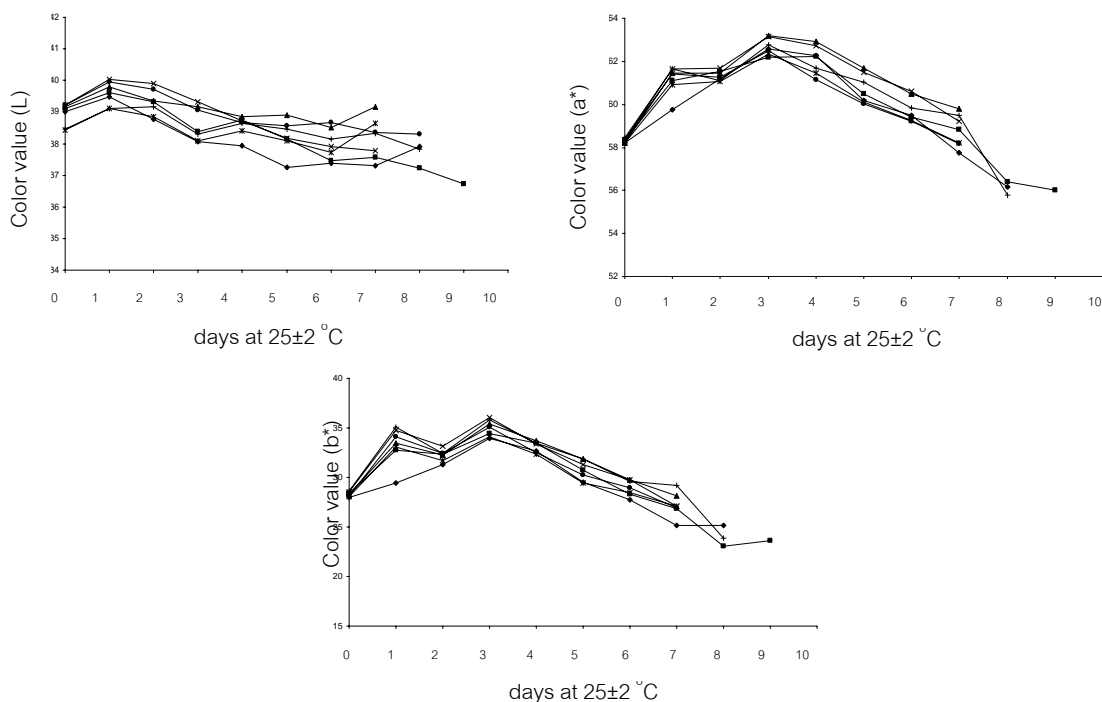 Color value (L)
42
41
40
39
38
37
36
35
34
0 1 2 3 4 5 6 7 8 9 10
days at 25±2 °C
Color value (a*)
64
62
60
58
56
54
52
0 1 2 3 4 5 6 7 8 9 10
days at 25±2 °C
Color value (b*)
40
35
30
25
20
15
0 1 2 3 4 5 6 7 8 9 10
days at 25±2 °C